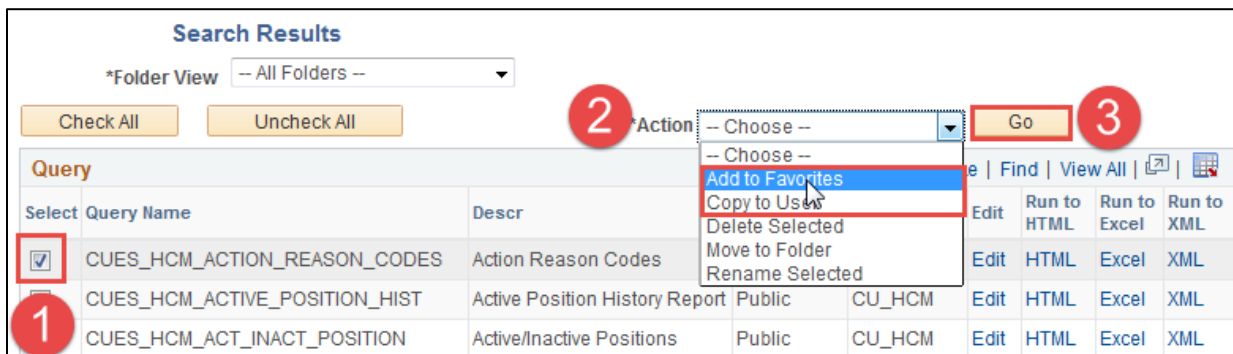 Search Results
*Folder View -- All Folders --
Check All Uncheck All 2 *Action -- Choose -- Go 3
-- Choose --
Query Add to Favorites | Find | View All |
Copy to User
Select Query Name Descr Edit Run to HTML Run to Excel Run to XML
Delete Selected
Move to Folder
CUES_HCM_ACTION_REASON_CODES Action Reason Codes Edit HTML Excel XML
Rename Selected
CUES_HCM_ACTIVE_POSITION_HIST Active Position History Report Public CU_HCM Edit HTML Excel XML
1 CUES_HCM_ACT_INACT_POSITION Active/Inactive Positions Public CU_HCM Edit HTML Excel XML